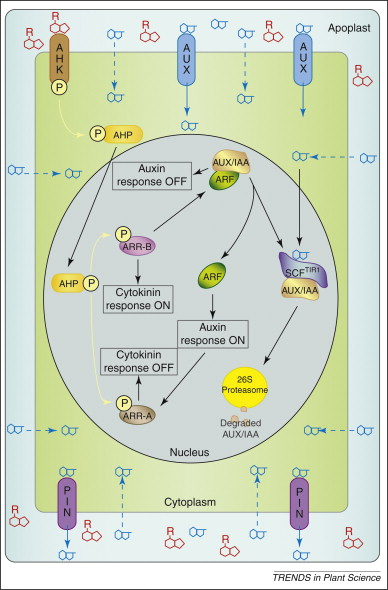 Apoplast
R
R
R
R
R
AHK
AUX
AUX
P
P
AHP
AUX/IAA
ARF
Auxin
response OFF
P
ARR-B
SCF^TIR1
AUX/IAA
AHP
P
ARF
Cytokinin
response ON
Auxin
response ON
Cytokinin
response OFF
26S
Proteasome
P
ARR-A
Degraded
AUX/IAA
Nucleus
PIN
Cytoplasm
PIN
R
R
R
R
R
R
TRENDS in Plant Science